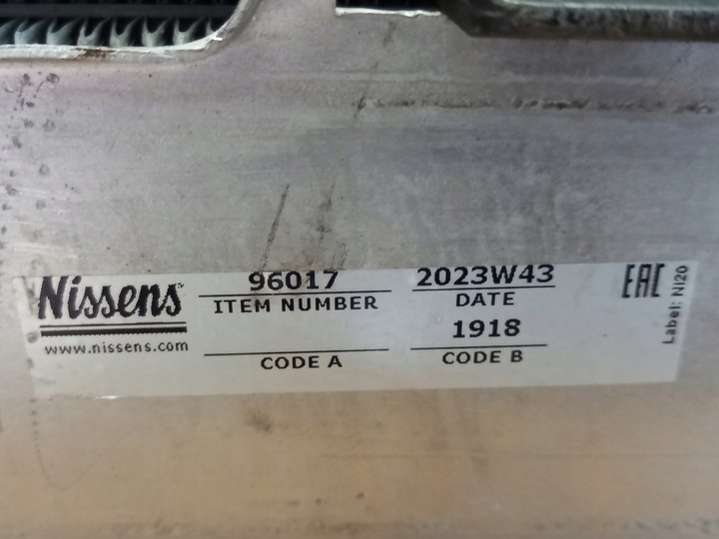 Nissens
www.nissens.com
96017
ITEM NUMBER
CODE A
2023W43
DATE
1918
CODE B
EAC
Label: NI20